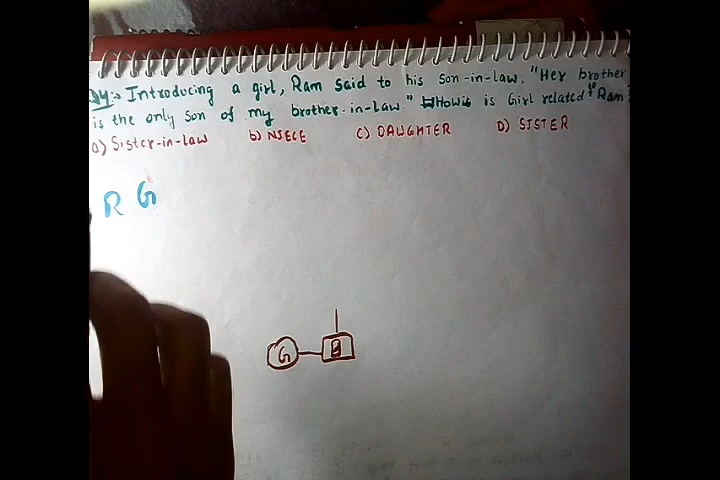 Q4:→ Introducing a girl, Ram said to his son-in-law, "Her brother
is the only son of my brother-in-law." How is Girl related to Ram?
a) Sister-in-law b) NIECE C) DAUGHTER D) SISTER
R G
G B